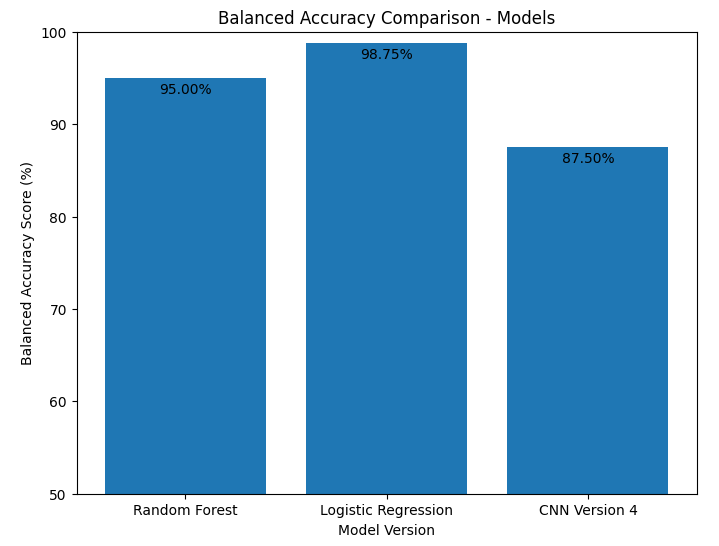 Balanced Accuracy Comparison - Models
Balanced Accuracy Score (%)
100
90
80
70
60
50
95.00%
98.75%
87.50%
Random Forest
Logistic Regression
CNN Version 4
Model Version